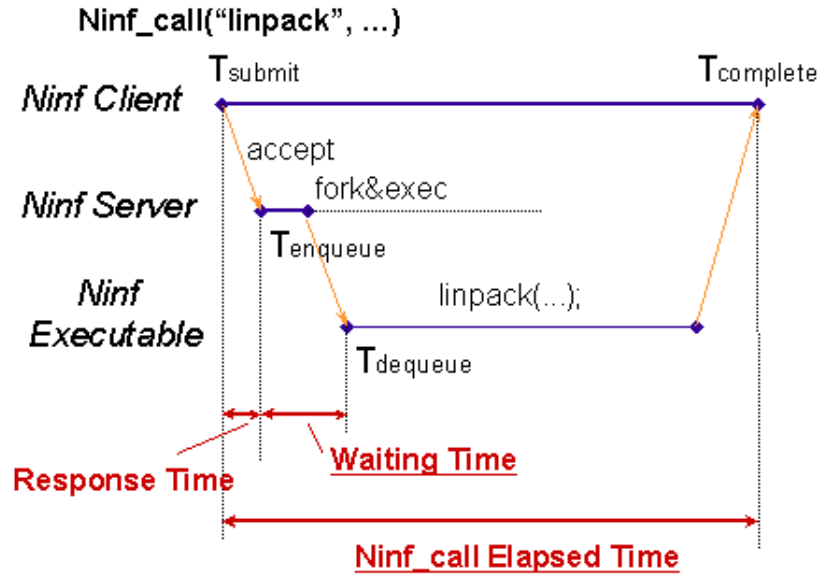 Ninf_call(“linpack”, ...)
Tsubmit
Tcomplete
Ninf Client
accept
fork&exec
Ninf Server
Tenqueue
Ninf
Executable
linpack(...);
Tdequeue
Response Time
Waiting Time
Ninf_call Elapsed Time